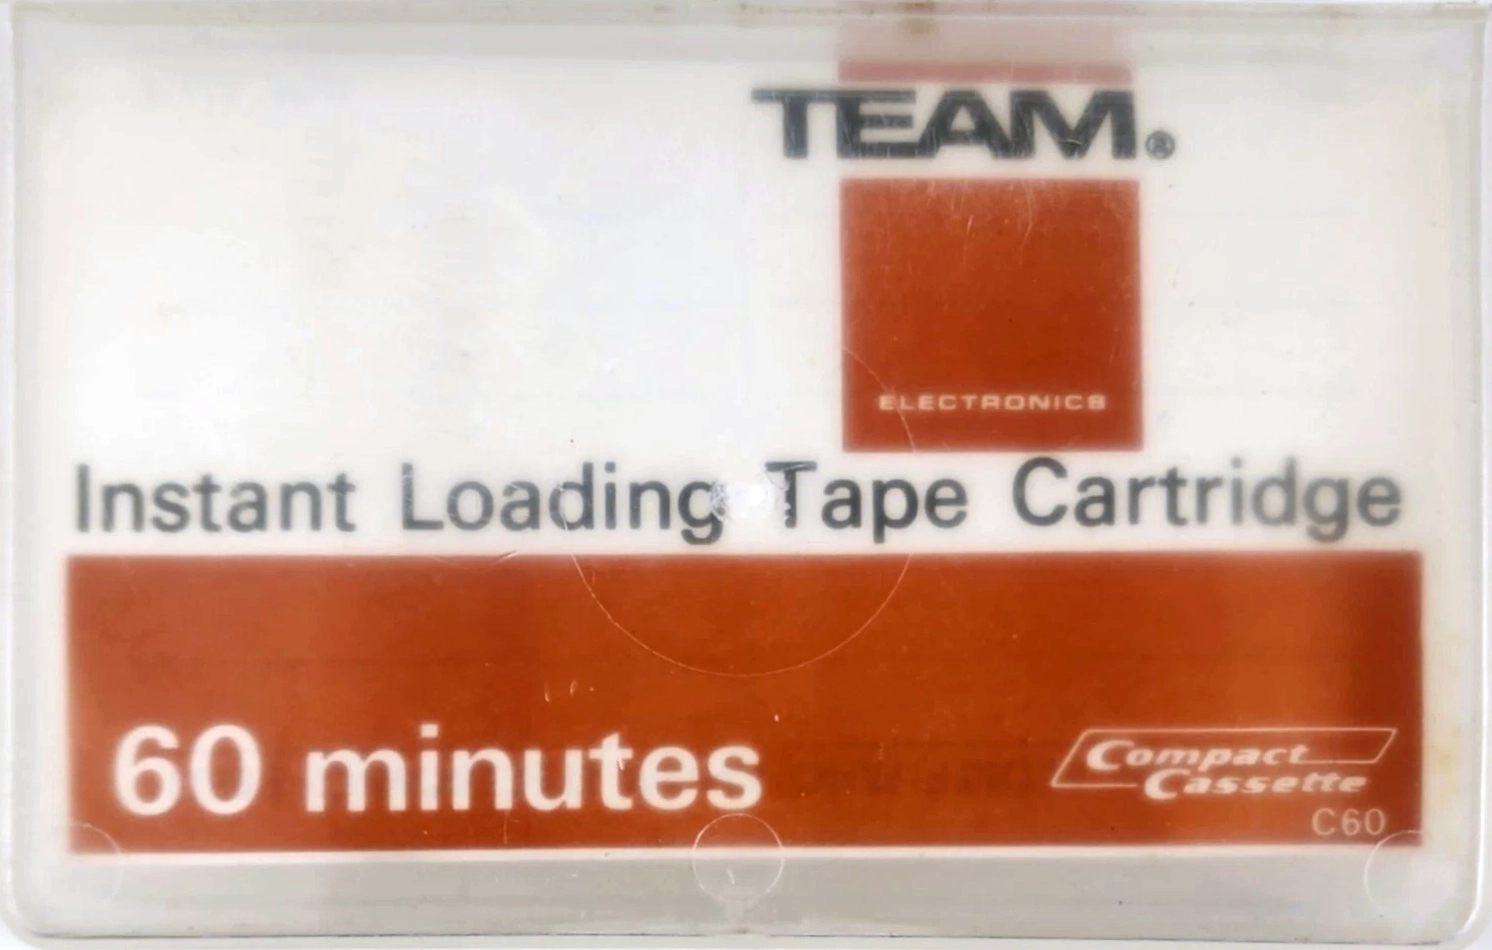 TEAM®
ELECTRONICS
Instant Loading Tape Cartridge
60 minutes
Compact
Cassette
C60